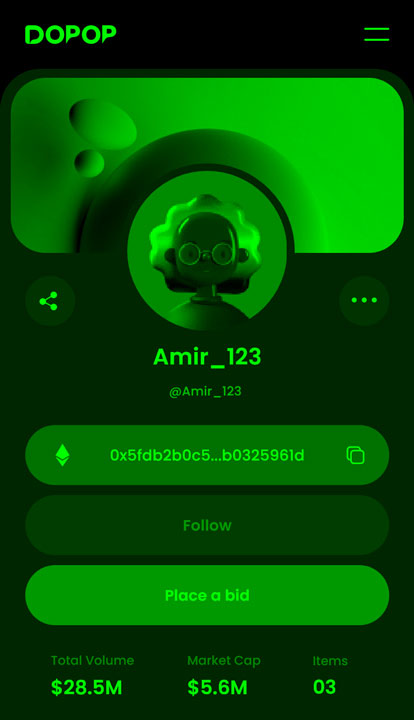 DOPOP
Amir_123
@Amir_123
0x5fdb2b0c5...b0325961d
Follow
Place a bid
Total Volume Market Cap Items
$28.5M $5.6M 03